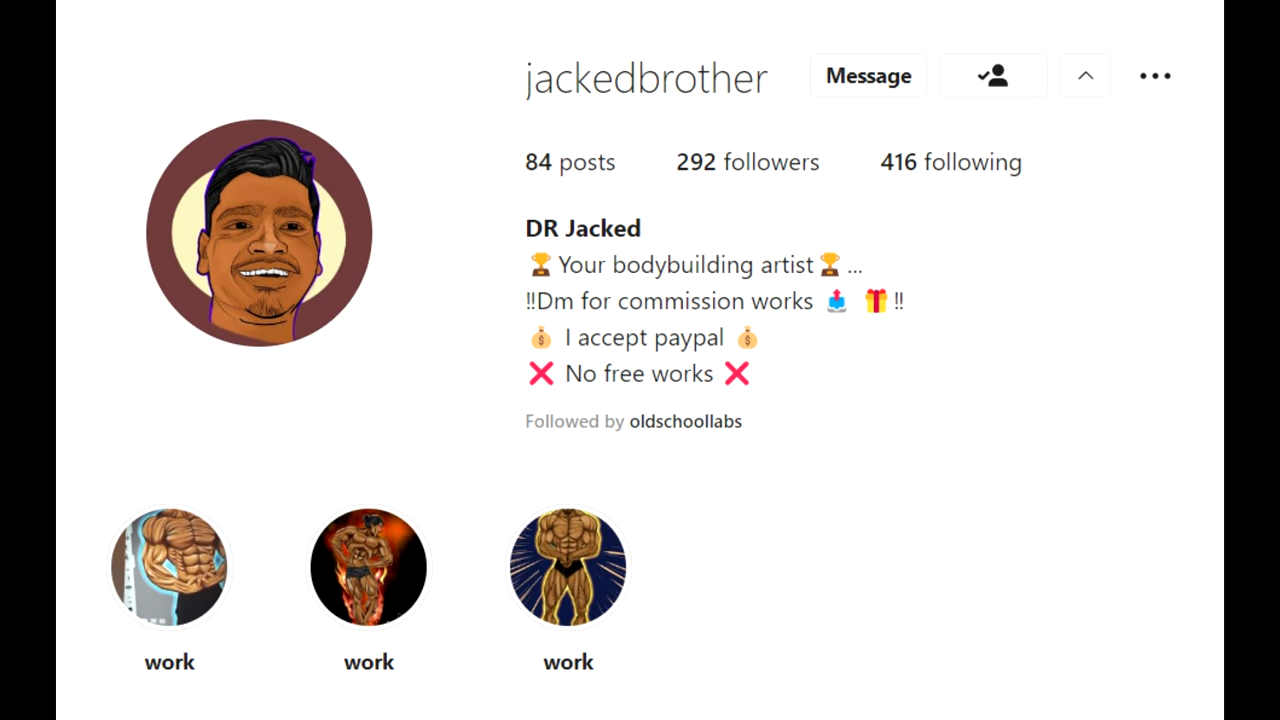 jackedbrother Message
84 posts 292 followers 416 following
DR Jacked
🏆Your bodybuilding artist🏆...
‼Dm for commission works 📤 🎁‼
💰 I accept paypal 💰
❌ No free works ❌
Followed by oldschoollabs
work work work